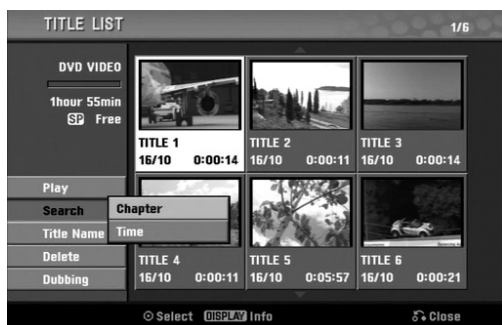 TITLE LIST
1/6
DVD VIDEO
1hour 55min
SP Free
TITLE 1
16/10 0:00:14
TITLE 2
16/10 0:00:11
TITLE 3
16/10 0:00:14
Play
Search
Title Name
Delete
Dubbing
Chapter
Time
TITLE 4
16/10 0:00:11
TITLE 5
16/10 0:05:57
TITLE 6
16/10 0:00:21
Select DISPLAY Info
Close